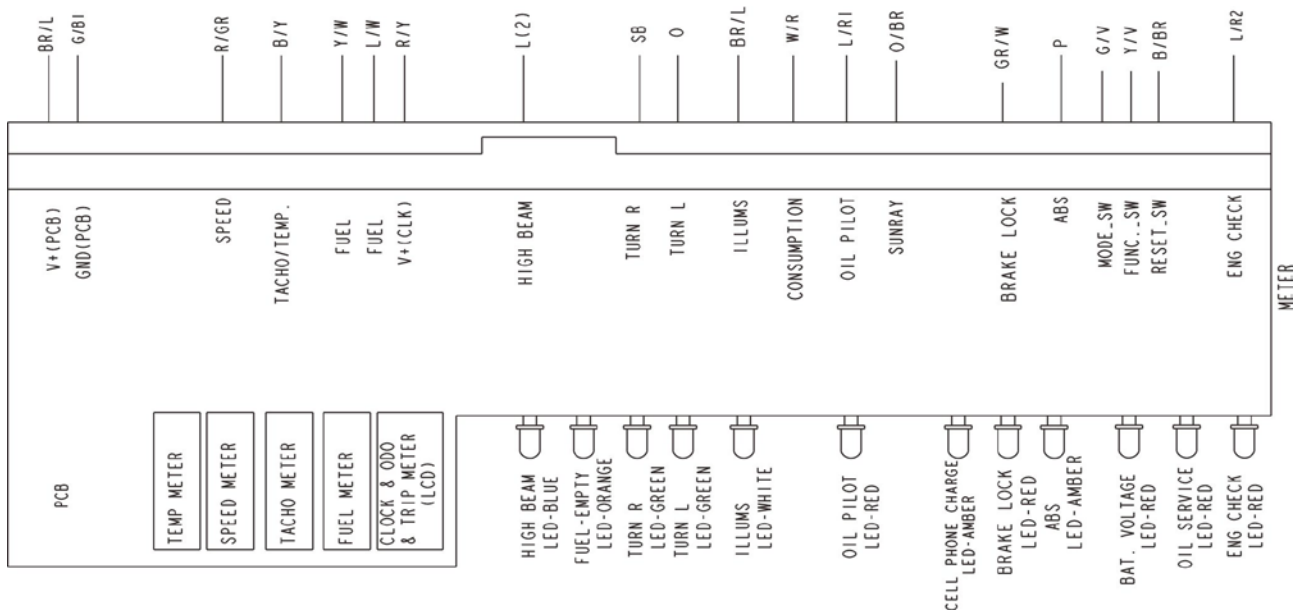 BR/L
G/B1
R/GR
B/Y
Y/W
L/W
R/Y
L(2)
SB
O
BR/L
W/R
L/R1
O/BR
GR/W
P
G/V
Y/V
B/BR
L/R2
V+(PCB)
GND(PCB)
SPEED
TACHO/TEMP.
FUEL
FUEL
V+(CLK)
HIGH BEAM
TURN R
TURN L
ILLUMS
CONSUMPTION
OIL PILOT
SUNRAY
BRAKE LOCK
ABS
MODE_SW
FUNC._SW
RESET_SW
ENG CHECK
METER
PCB
TEMP METER
SPEED METER
TACHO METER
FUEL METER
CLOCK & ODO
& TRIP METER
(LCD)
HIGH BEAM
LED-BLUE
FUEL-EMPTY
LED-ORANGE
TURN R
LED-GREEN
TURN L
LED-GREEN
ILLUMS
LED-WHITE
OIL PILOT
LED-RED
CELL PHONE CHARGE
LED-AMBER
BRAKE LOCK
LED-RED
ABS
LED-AMBER
BAT. VOLTAGE
LED-RED
OIL SERVICE
LED-RED
ENG CHECK
LED-RED